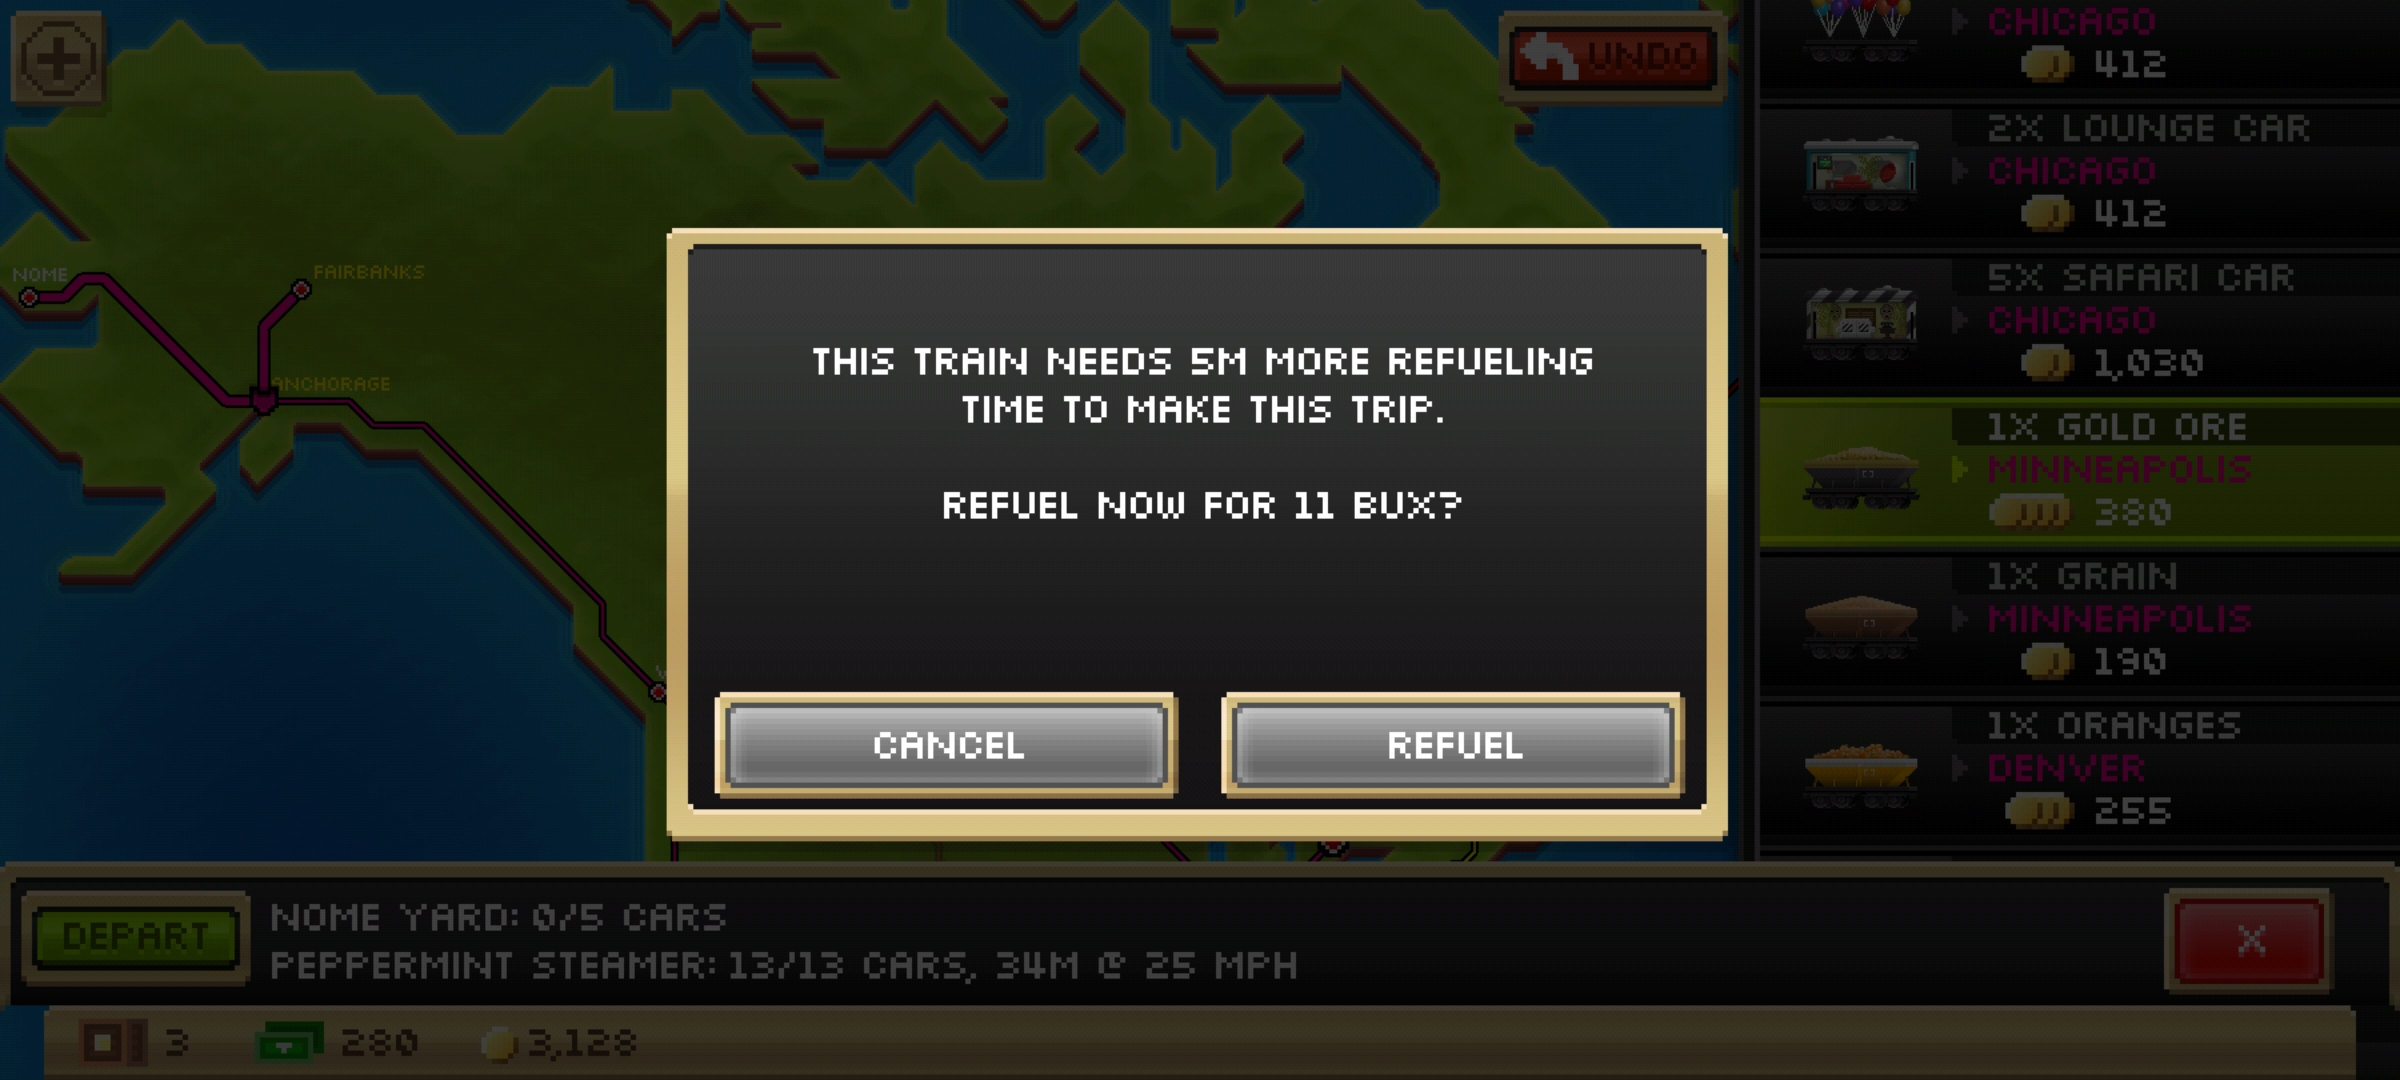 UNDO
NOME
FAIRBANKS
ANCHORAGE
CHICAGO
412
2X LOUNGE CAR
CHICAGO
412
5X SAFARI CAR
CHICAGO
1,030
1X GOLD ORE
MINNEAPOLIS
380
1X GRAIN
MINNEAPOLIS
190
1X ORANGES
DENVER
255
THIS TRAIN NEEDS 5M MORE REFUELING
TIME TO MAKE THIS TRIP.
REFUEL NOW FOR 11 BUX?
CANCEL
REFUEL
DEPART
NOME YARD: 0/5 CARS
PEPPERMINT STEAMER: 13/13 CARS, 34M @ 25 MPH
X
3
280
3,128